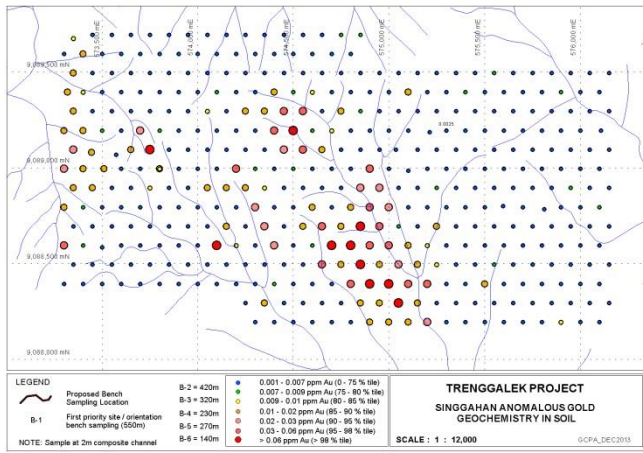 573,500 mE
574,000 mE
574,500 mE
575,000 mE
575,500 mE
576,000 mE
9,089,500 mN
9,089,000 mN
9,088,500 mN
9,088,000 mN
0.0025
LEGEND
Proposed Bench
Sampling Location
B-1
First priority site / orientation
bench sampling (550m)
NOTE: Sample at 2m composite channel
B-2 = 420m
B-3 = 320m
B-4 = 230m
B-5 = 270m
B-6 = 140m
0.001 - 0.007 ppm Au (0 - 75 % tile)
0.007 - 0.009 ppm Au (75 - 80 % tile)
0.009 - 0.01 ppm Au (80 - 85 % tile)
0.01 - 0.02 ppm Au (85 - 90 % tile)
0.02 - 0.03 ppm Au (90 - 95 % tile)
0.03 - 0.06 ppm Au (95 - 98 % tile)
> 0.06 ppm Au (> 98 % tile)
TRENGGALEK PROJECT
SINGGAHAN ANOMALOUS GOLD
GEOCHEMISTRY IN SOIL
SCALE : 1 : 12,000
GCPA_DEC2013